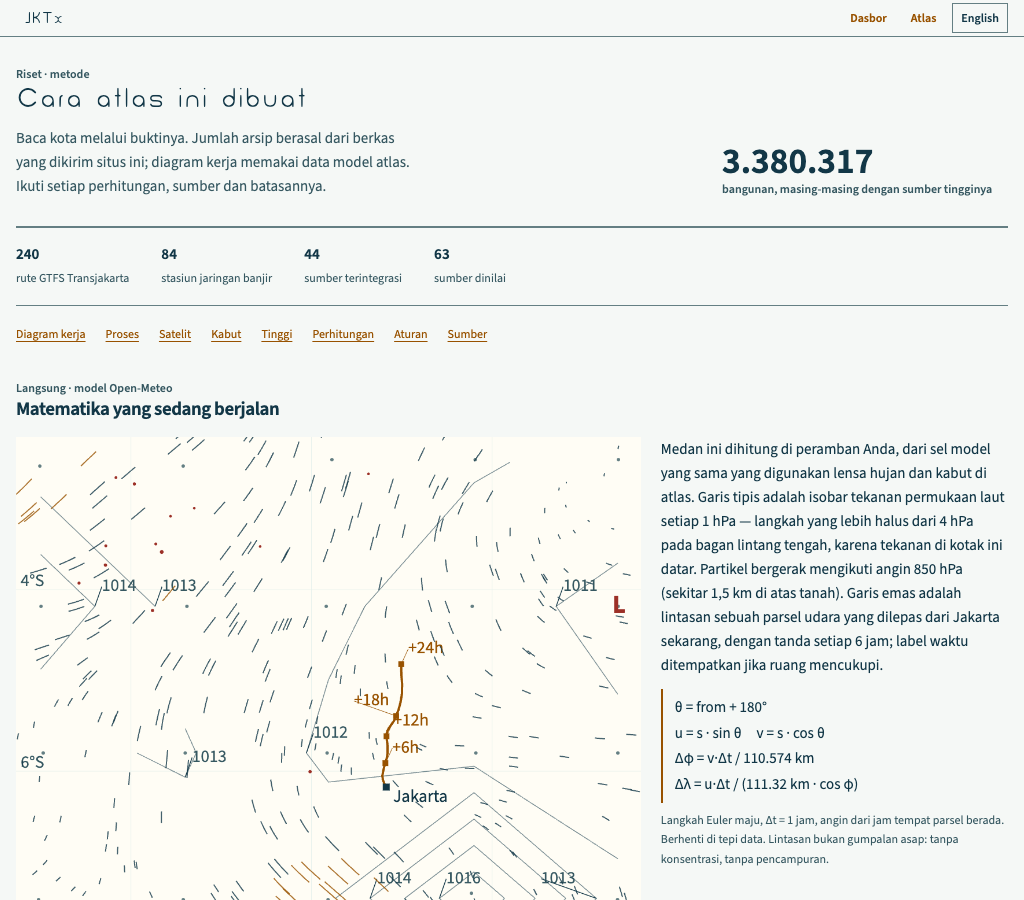 JKTx
Dasbor
Atlas
English
Riset · metode
Cara atlas ini dibuat
Baca kota melalui buktinya. Jumlah arsip berasal dari berkas
yang dikirim situs ini; diagram kerja memakai data model atlas.
Ikuti setiap perhitungan, sumber dan batasannya.
3.380.317
bangunan, masing-masing dengan sumber tingginya
240
rute GTFS Transjakarta
84
stasiun jaringan banjir
44
sumber terintegrasi
63
sumber dinilai
Diagram kerja
Proses
Satelit
Kabut
Tinggi
Perhitungan
Aturan
Sumber
Langsung · model Open-Meteo
Matematika yang sedang berjalan
4°S
1014
1013
1011
L
+24h
+18h
+12h
1012
+6h
1013
6°S
Jakarta
1014
1016
1013
Medan ini dihitung di peramban Anda, dari sel model
yang sama yang digunakan lensa hujan dan kabut di
atlas. Garis tipis adalah isobar tekanan permukaan laut
setiap 1 hPa — langkah yang lebih halus dari 4 hPa
pada bagan lintang tengah, karena tekanan di kotak ini
datar. Partikel bergerak mengikuti angin 850 hPa
(sekitar 1,5 km di atas tanah). Garis emas adalah
lintasan sebuah parsel udara yang dilepas dari Jakarta
sekarang, dengan tanda setiap 6 jam; label waktu
ditempatkan jika ruang mencukupi.
θ = from + 180°
u = s · sin θ v = s · cos θ
Δφ = v·Δt / 110.574 km
Δλ = u·Δt / (111.32 km · cos φ)
Langkah Euler maju, Δt = 1 jam, angin dari jam tempat parsel berada.
Berhenti di tepi data. Lintasan bukan gumpalan asap: tanpa
konsentrasi, tanpa pencampuran.